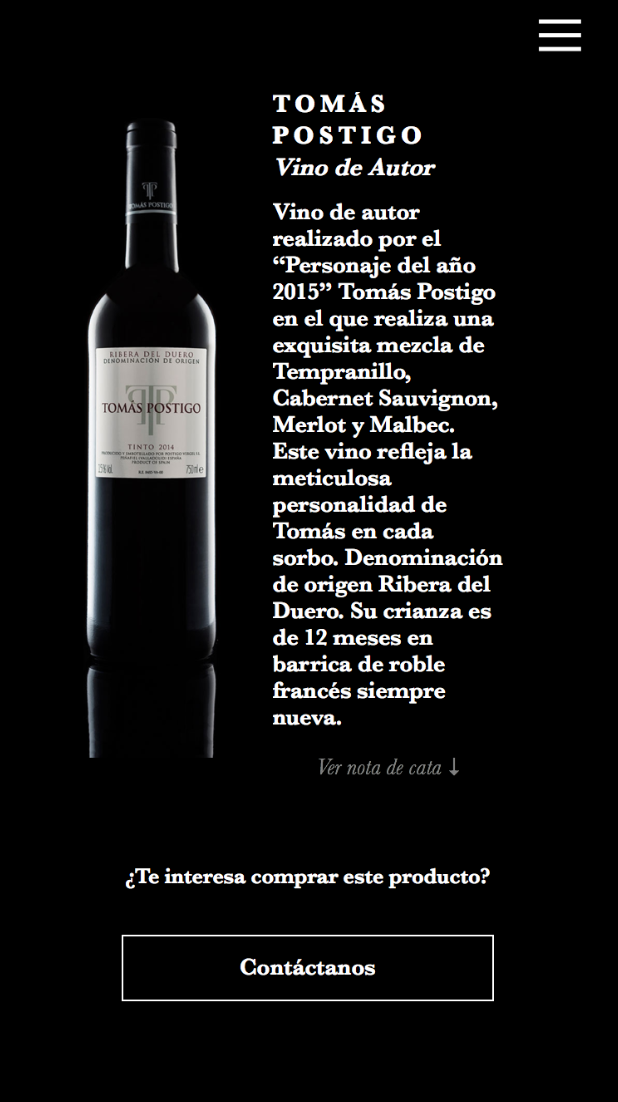 TOMÁS
POSTIGO
Vino de Autor
Vino de autor
realizado por el
“Personaje del año
2015” Tomás Postigo
en el que realiza una
exquisita mezcla de
Tempranillo,
Cabernet Sauvignon,
Merlot y Malbec.
Este vino refleja la
meticulosa
personalidad de
Tomás en cada
sorbo. Denominación
de origen Ribera del
Duero. Su crianza es
de 12 meses en
barrica de roble
francés siempre
nueva.
Ver nota de cata ↓
TOMÁS POSTIGO
RIBERA DEL DUERO
DENOMINACIÓN DE ORIGEN
TOMÁS POSTIGO
TINTO 2014
PRODUCE OF SPAIN
750 ml e
¿Te interesa comprar este producto?
Contáctanos